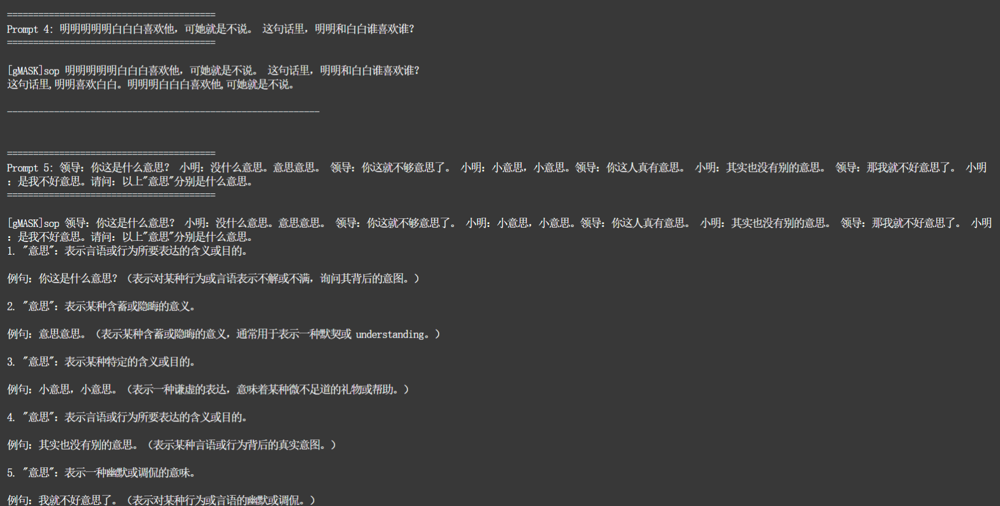 ========================================
Prompt 4: 明明明明明白白白喜欢他，可她就是不说。 这句话里，明明和白白谁喜欢谁？
========================================
[gMASK]sop 明明明明明白白白喜欢他，可她就是不说。 这句话里，明明和白白谁喜欢谁？
这句话里,明明喜欢白白。明明明白白白喜欢他,可她就是不说。
------------------------------------------------------------
========================================
Prompt 5: 领导：你这是什么意思？ 小明：没什么意思。意思意思。 领导：你这就不够意思了。 小明：小意思，小意思。领导：你这人真有意思。 小明：其实也没有别的意思。 领导：那我就不好意思了。 小明
：是我不好意思。请问：以上"意思"分别是什么意思。
========================================
[gMASK]sop 领导：你这是什么意思？ 小明：没什么意思。意思意思。 领导：你这就不够意思了。 小明：小意思，小意思。领导：你这人真有意思。 小明：其实也没有别的意思。 领导：那我就不好意思了。 小明
：是我不好意思。请问：以上"意思"分别是什么意思。
1. "意思"：表示言语或行为所要表达的含义或目的。
例句：你这是什么意思？（表示对某种行为或言语表示不解或不满，询问其背后的意图。）
2. "意思"：表示某种含蓄或隐晦的意义。
例句：意思意思。（表示某种含蓄或隐晦的意义，通常用于表示一种默契或 understanding。）
3. "意思"：表示某种特定的含义或目的。
例句：小意思，小意思。（表示一种谦虚的表达，意味着某种微不足道的礼物或帮助。）
4. "意思"：表示言语或行为所要表达的含义或目的。
例句：其实也没有别的意思。（表示某种言语或行为背后的真实意图。）
5. "意思"：表示一种幽默或调侃的意味。
例句：我就不好意思了。（表示对某种行为或言语的幽默或调侃。）